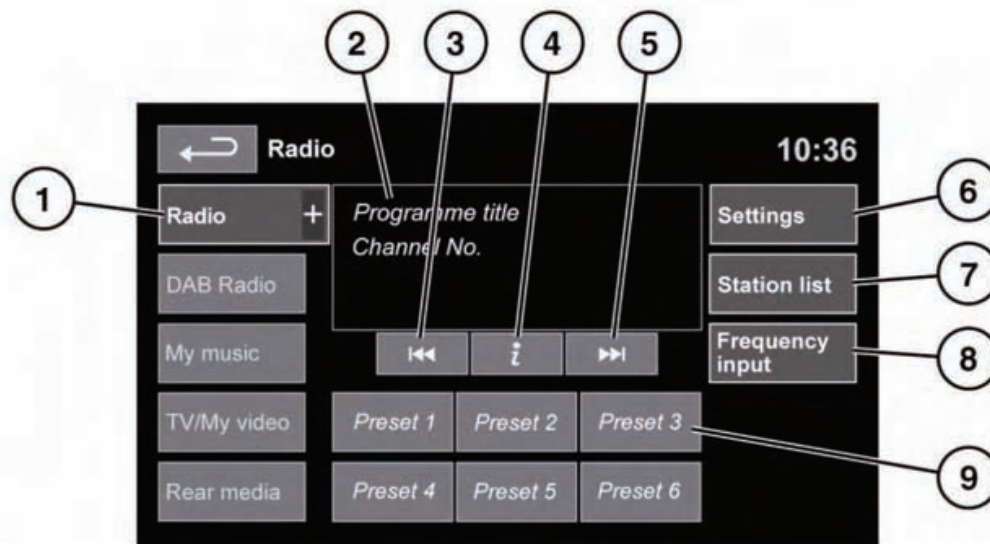 2 3 4 5
Radio 10:36
1
Radio +
Programme title
Channel No.
Settings
6
DAB Radio
Station list
7
My music
i
Frequency
input
8
TV/My video
Preset 1 Preset 2 Preset 3
Rear media
Preset 4 Preset 5 Preset 6
9